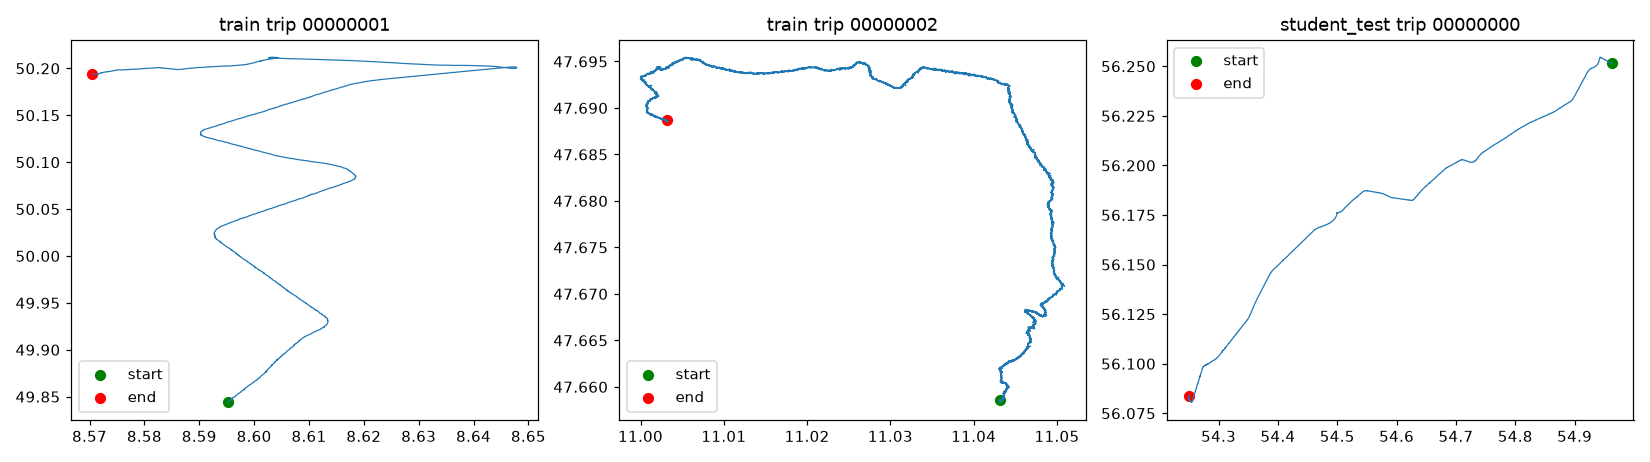 train trip 00000001
50.20
50.15
50.10
50.05
50.00
49.95
49.90
49.85
start
end
8.57 8.58 8.59 8.60 8.61 8.62 8.63 8.64 8.65
train trip 00000002
47.695
47.690
47.685
47.680
47.675
47.670
47.665
47.660
start
end
11.00 11.01 11.02 11.03 11.04 11.05
student_test trip 00000000
start
end
56.250
56.225
56.200
56.175
56.150
56.125
56.100
56.075
54.3 54.4 54.5 54.6 54.7 54.8 54.9